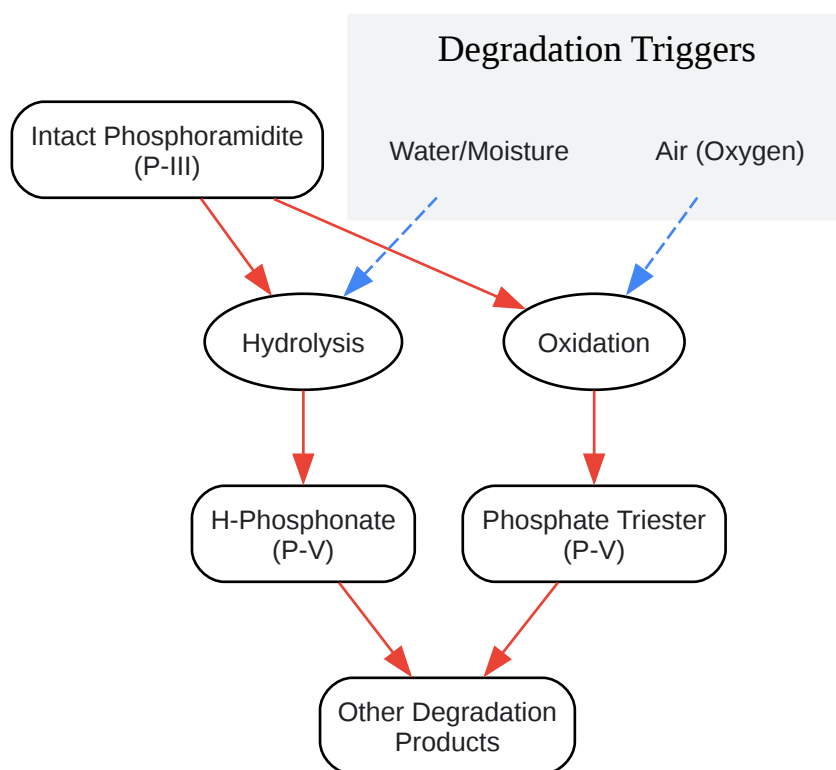 Degradation Triggers
Intact Phosphoramidite
(P-III)
Water/Moisture
Air (Oxygen)
Hydrolysis
Oxidation
H-Phosphonate
(P-V)
Phosphate Triester
(P-V)
Other Degradation
Products